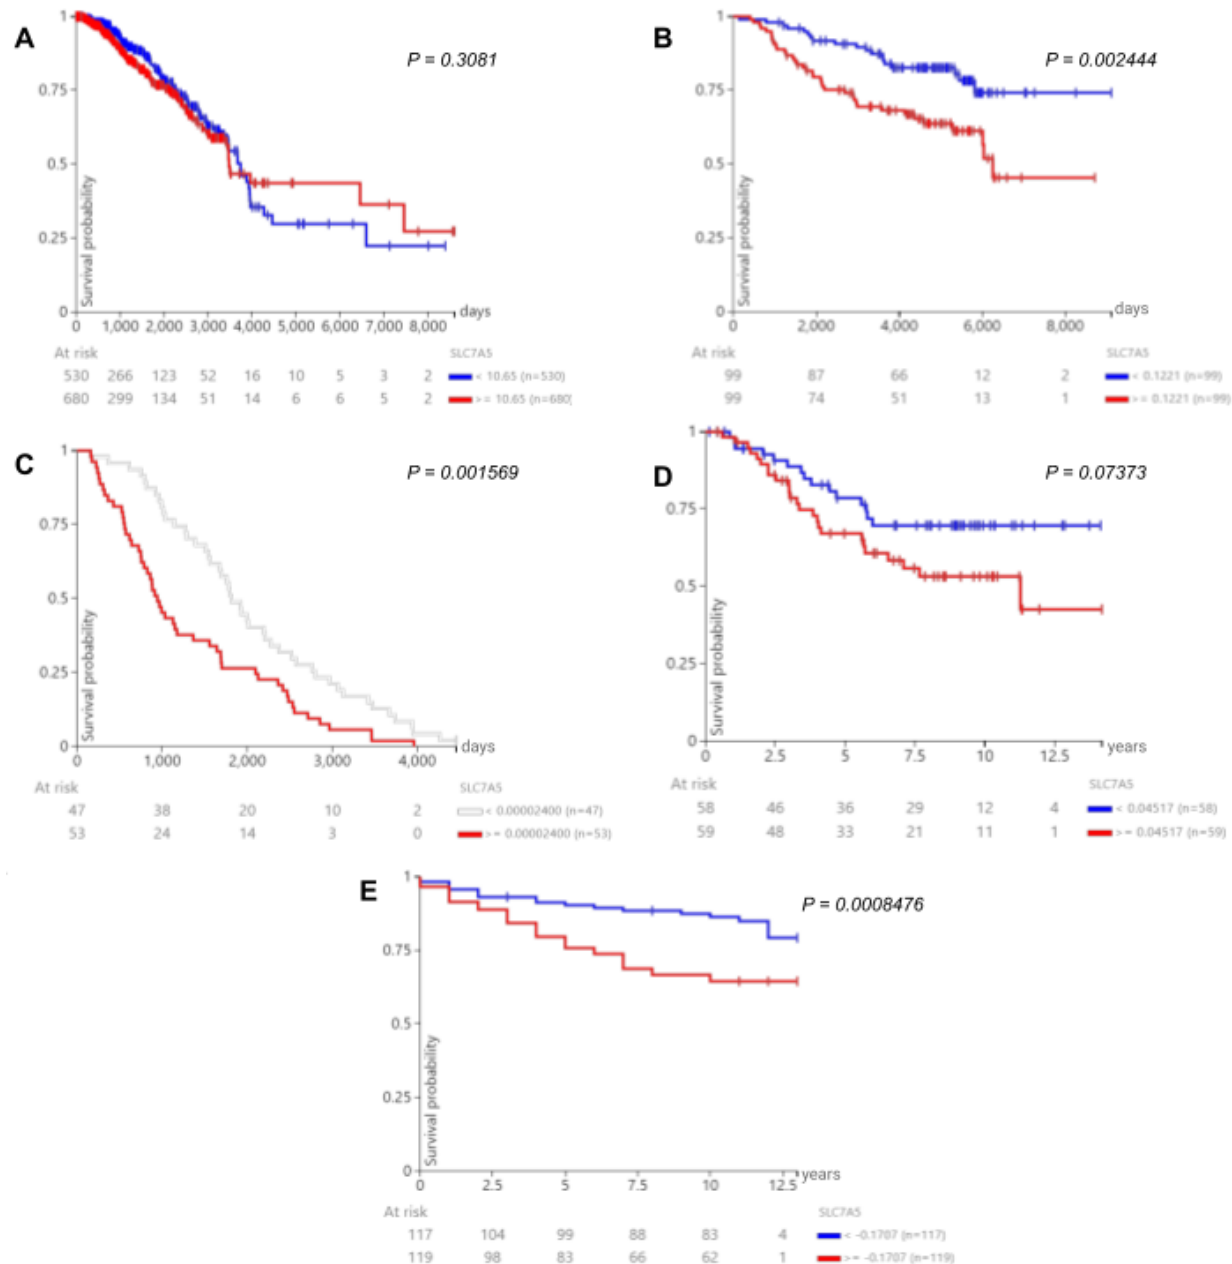 A
P = 0.3081
1
0.75
0.5
0.25
0
Survival probability
0 1,000 2,000 3,000 4,000 5,000 6,000 7,000 8,000 days
At risk SLC7A5
530 266 123 52 16 10 5 3 2 < 10.65 (n=530)
680 299 134 51 14 6 6 5 2 >= 10.65 (n=680)
B
P = 0.002444
1
0.75
0.5
0.25
0
Survival probability
0 2,000 4,000 6,000 8,000 days
At risk SLC7A5
99 87 66 12 2 < 0.1221 (n=99)
99 74 51 13 1 >= 0.1221 (n=99)
C
P = 0.001569
1
0.75
0.5
0.25
0
Survival probability
0 1,000 2,000 3,000 4,000 days
At risk SLC7A5
47 38 20 10 2 < 0.00002400 (n=47)
53 24 14 3 0 >= 0.00002400 (n=53)
D
P = 0.07373
1
0.75
0.5
0.25
0
Survival probability
0 2.5 5 7.5 10 12.5 years
At risk SLC7A5
58 46 36 29 12 4 < 0.04517 (n=58)
59 48 33 21 11 1 >= 0.04517 (n=59)
E
P = 0.0008476
1
0.75
0.5
0.25
0
Survival probability
0 2.5 5 7.5 10 12.5 years
At risk SLC7A5
117 104 99 88 83 4 < -0.1707 (n=117)
119 98 83 66 62 1 >= -0.1707 (n=119)